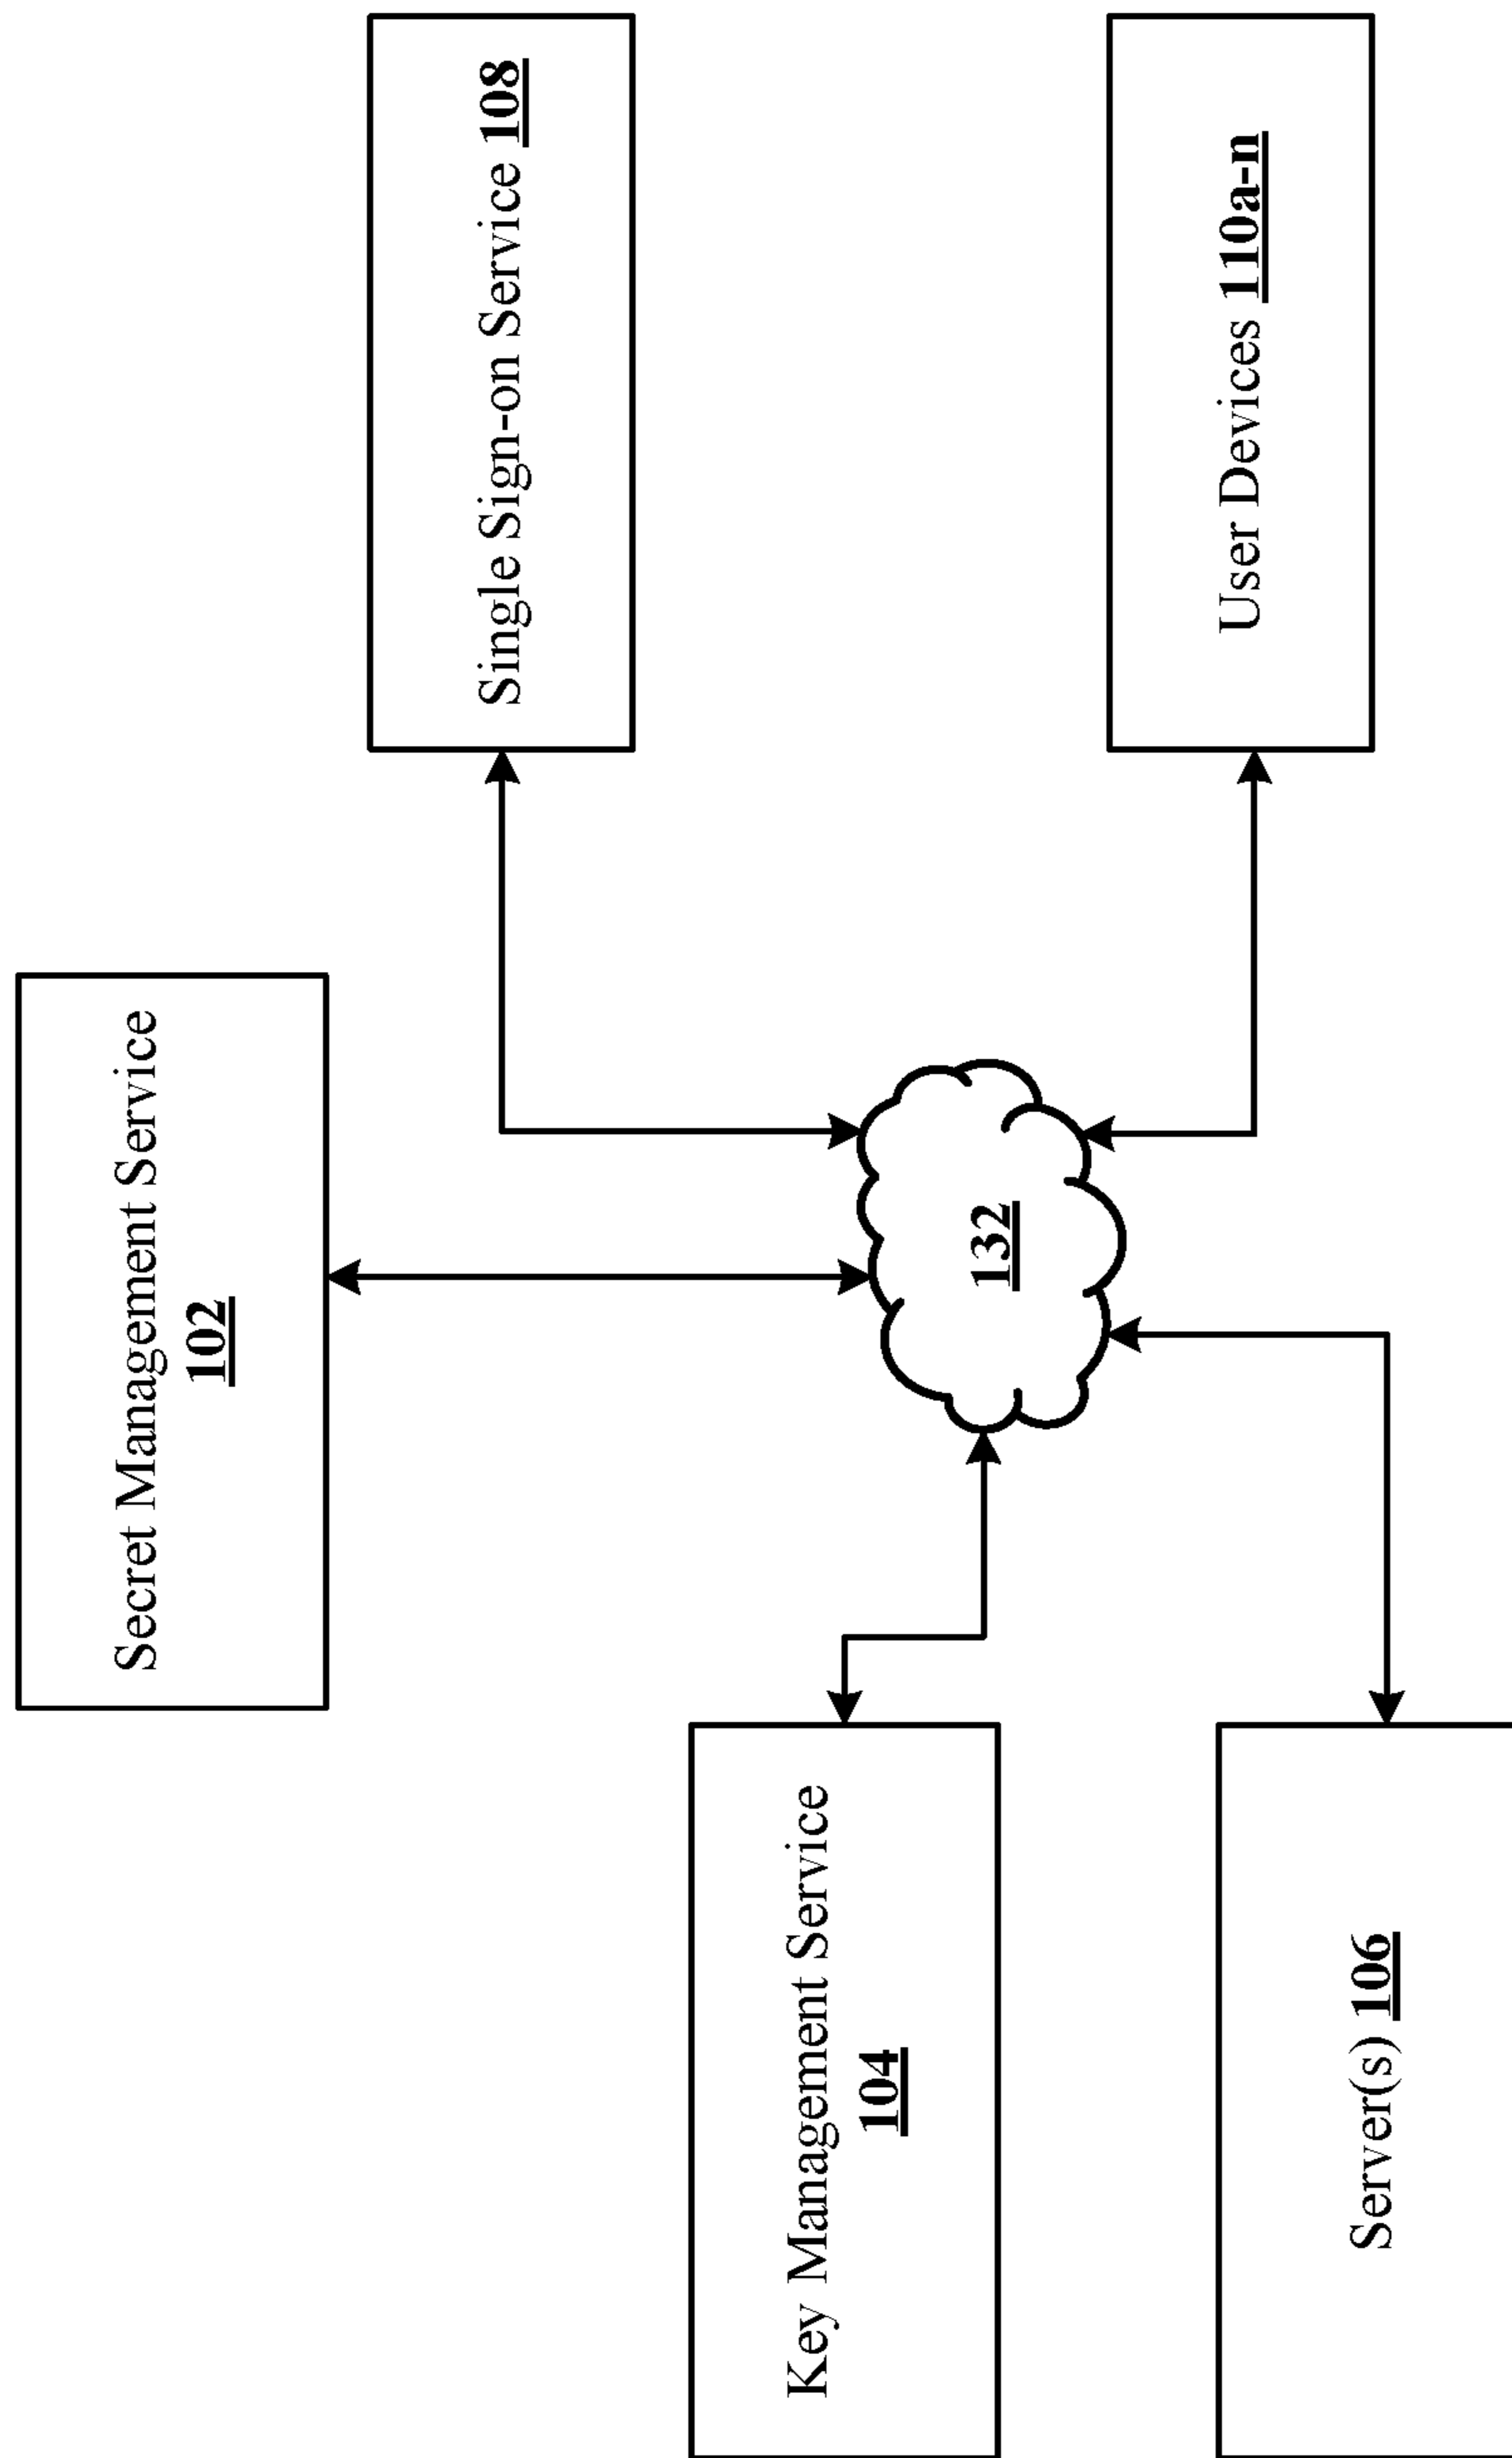 Secret Management Service
102
Key Management Service
104
Single Sign-on Service 108
132
Server(s) 106
User Devices 110a-n